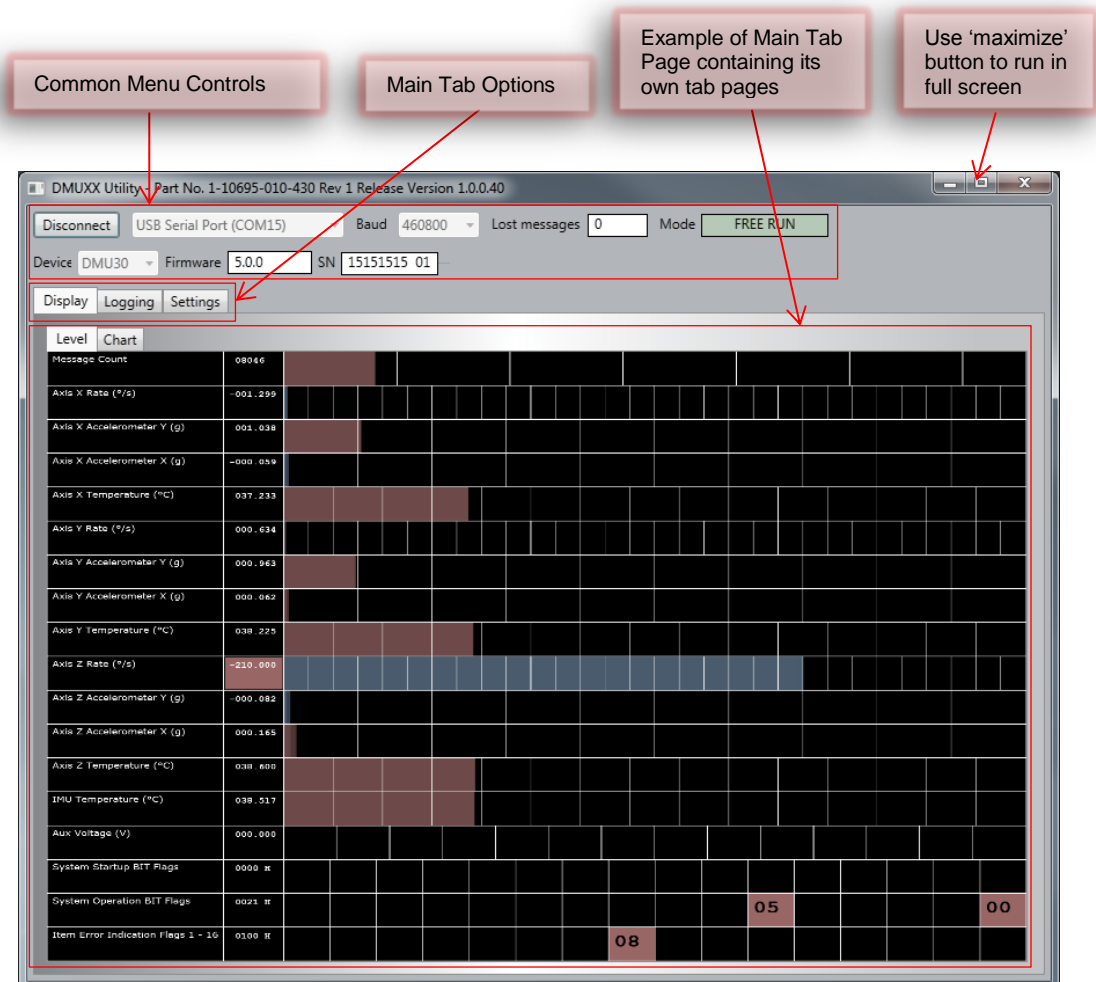 Example of Main Tab
Page containing its
own tab pages
Use ‘maximize’
button to run in
full screen
Common Menu Controls
Main Tab Options
DMUXX Utility - Part No. 1-10695-010-430 Rev 1 Release Version 1.0.0.40
Disconnect USB Serial Port (COM15) Baud 460800 Lost messages 0 Mode FREE RUN
Device DMU30 Firmware 5.0.0 SN 15151515 01
Display Logging Settings
Level Chart
Message Count 08046
Axis X Rate (°/s) -001.299
Axis X Accelerometer Y (g) 001.038
Axis X Accelerometer X (g) -000.059
Axis X Temperature (°C) 037.233
Axis Y Rate (°/s) 000.634
Axis Y Accelerometer Y (g) 000.963
Axis Y Accelerometer X (g) 000.062
Axis Y Temperature (°C) 038.225
Axis Z Rate (°/s) -210.000
Axis Z Accelerometer Y (g) -000.082
Axis Z Accelerometer X (g) 000.165
Axis Z Temperature (°C) 038.600
IMU Temperature (°C) 038.517
Aux Voltage (V) 000.000
System Startup BIT Flags 0000 H
System Operation BIT Flags 0021 H 05 00
Item Error Indication Flags 1 - 16 0100 H 08